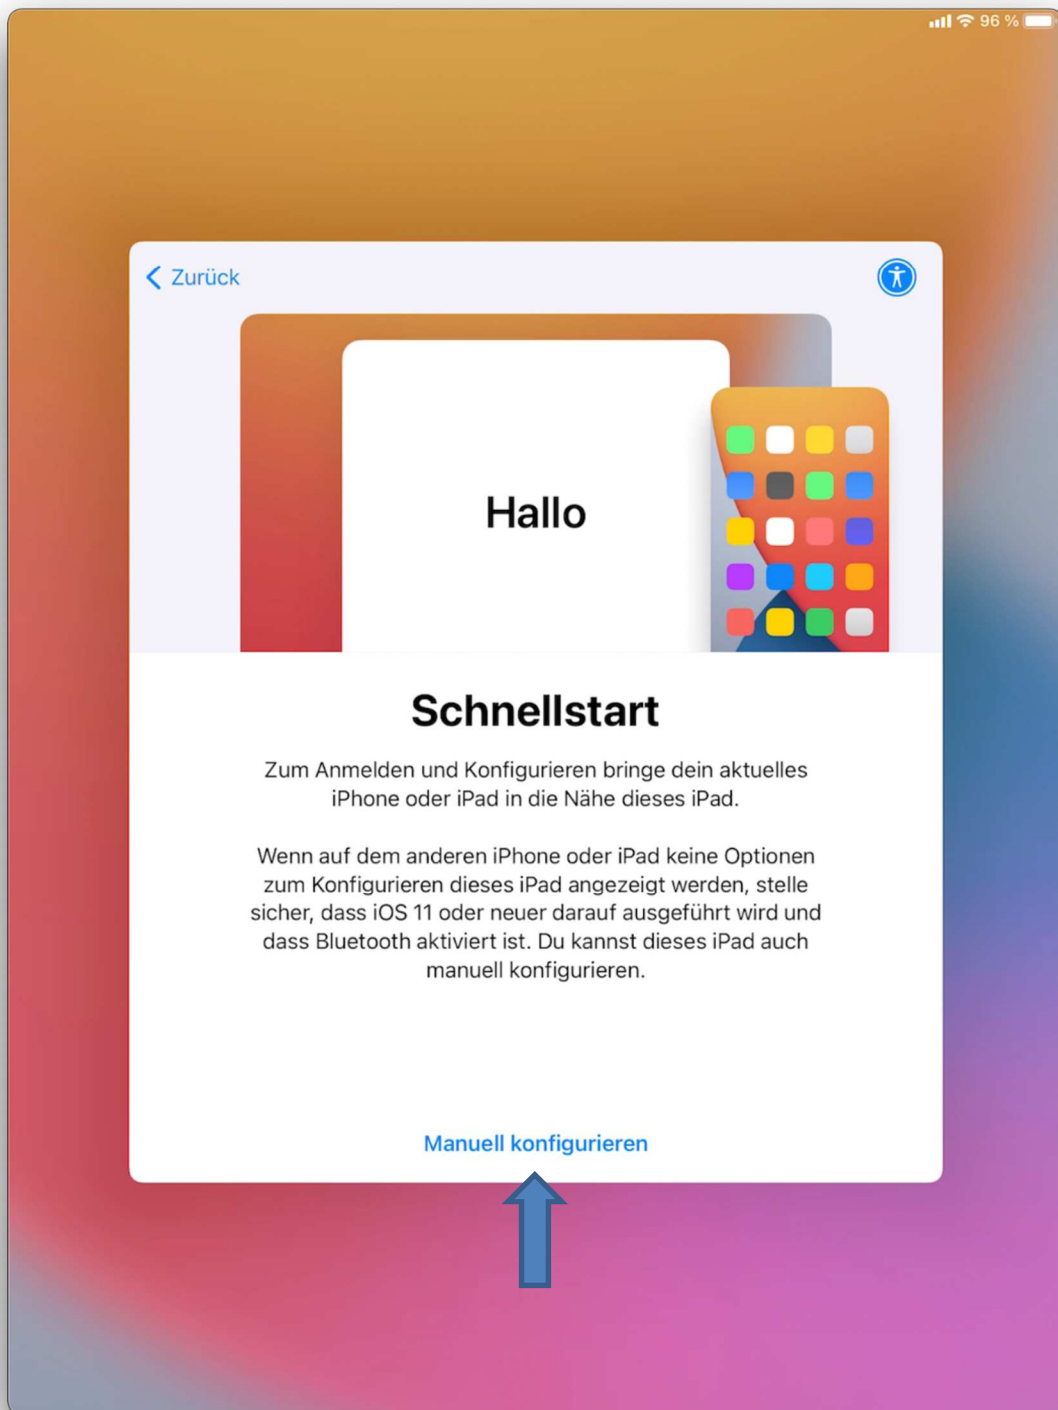 96 %
Zurück
Hallo
Schnellstart
Zum Anmelden und Konfigurieren bringe dein aktuelles
iPhone oder iPad in die Nähe dieses iPad.
Wenn auf dem anderen iPhone oder iPad keine Optionen
zum Konfigurieren dieses iPad angezeigt werden, stelle
sicher, dass iOS 11 oder neuer darauf ausgeführt wird und
dass Bluetooth aktiviert ist. Du kannst dieses iPad auch
manuell konfigurieren.
Manuell konfigurieren